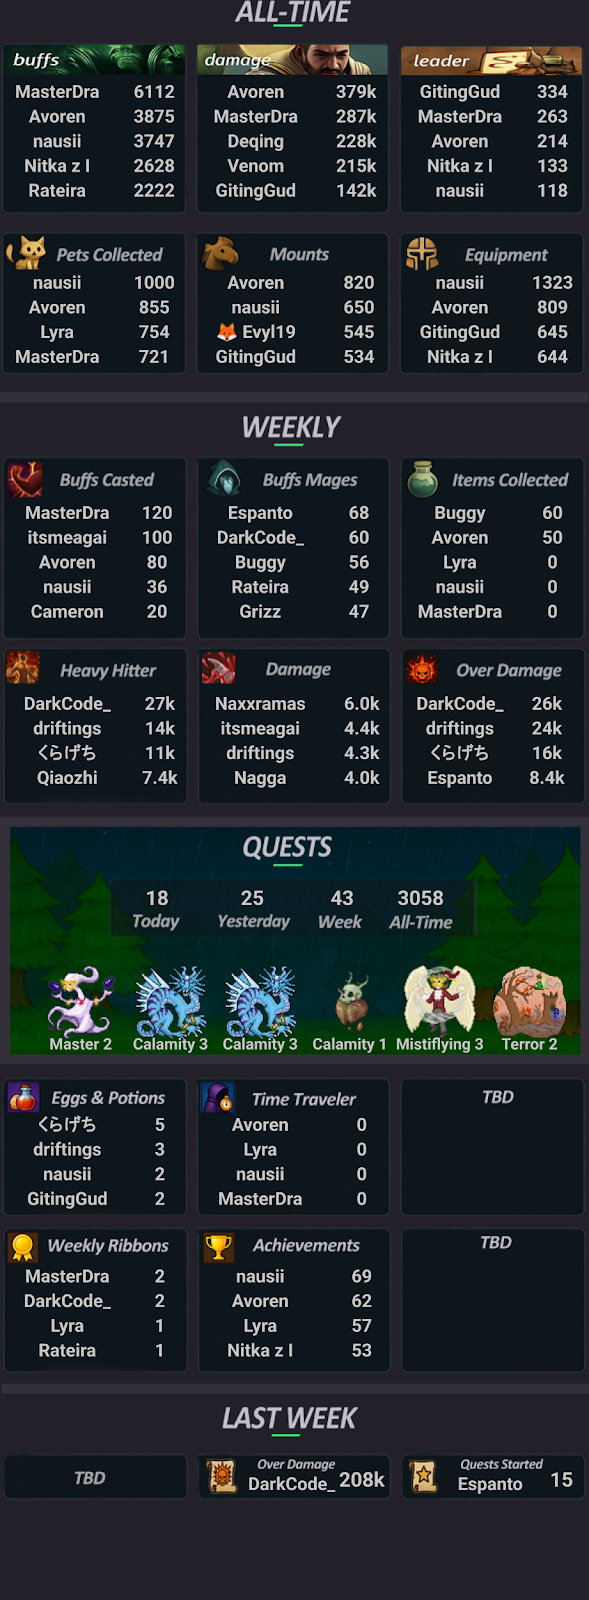 ALL-TIME
buffs
MasterDra 6112
Avoren 3875
nausii 3747
Nitka z l 2628
Rateira 2222
damage
Avoren 379k
MasterDra 287k
Deqing 228k
Venom 215k
GitingGud 142k
leader
GitingGud 334
MasterDra 263
Avoren 214
Nitka z l 133
nausii 118
Pets Collected
nausii 1000
Avoren 855
Lyra 754
MasterDra 721
Mounts
Avoren 820
nausii 650
🦊 Evyl19 545
GitingGud 534
Equipment
nausii 1323
Avoren 809
GitingGud 645
Nitka z l 644
WEEKLY
Buffs Casted
MasterDra 120
itsmeagai 100
Avoren 80
nausii 36
Cameron 20
Buffs Mages
Espanto 68
DarkCode_ 60
Buggy 56
Rateira 49
Grizz 47
Items Collected
Buggy 60
Avoren 50
Lyra 0
nausii 0
MasterDra 0
Heavy Hitter
DarkCode_ 27k
driftings 14k
くらげち 11k
Qiaozhi 7.4k
Damage
Naxxramas 6.0k
itsmeagai 4.4k
driftings 4.3k
Nagga 4.0k
Over Damage
DarkCode_ 26k
driftings 24k
くらげち 16k
Espanto 8.4k
QUESTS
18 25 43 3058
Today Yesterday Week All-Time
Master 2 Calamity 3 Calamity 3 Calamity 1 Mistiflying 3 Terror 2
Eggs & Potions
くらげち 5
driftings 3
nausii 2
GitingGud 2
Time Traveler
Avoren 0
Lyra 0
nausii 0
MasterDra 0
TBD
Weekly Ribbons
MasterDra 2
DarkCode_ 2
Lyra 1
Rateira 1
Achievements
nausii 69
Avoren 62
Lyra 57
Nitka z l 53
TBD
LAST WEEK
TBD
Over Damage
DarkCode_ 208k
Quests Started
Espanto 15